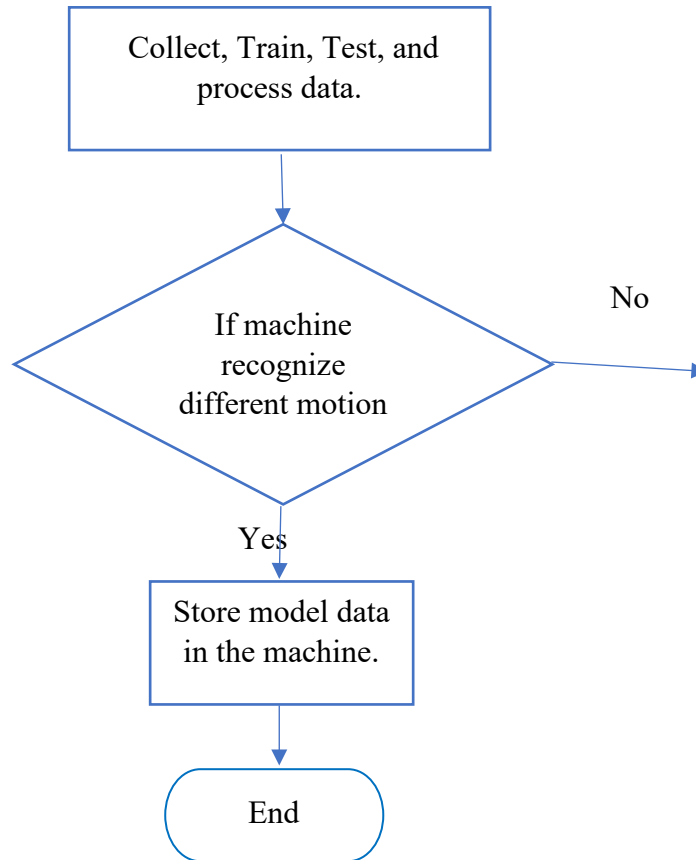 Collect, Train, Test, and
process data.
No
If machine
recognize
different motion
Yes
Store model data
in the machine.
End